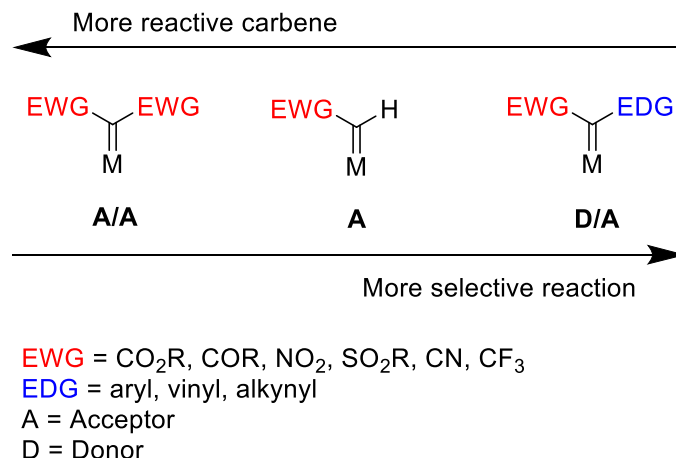 More reactive carbene
EWG EWG EWG H EWG EDG
M M M
A/A A D/A
More selective reaction
EWG = CO₂R, COR, NO₂, SO₂R, CN, CF₃
EDG = aryl, vinyl, alkynyl
A = Acceptor
D = Donor